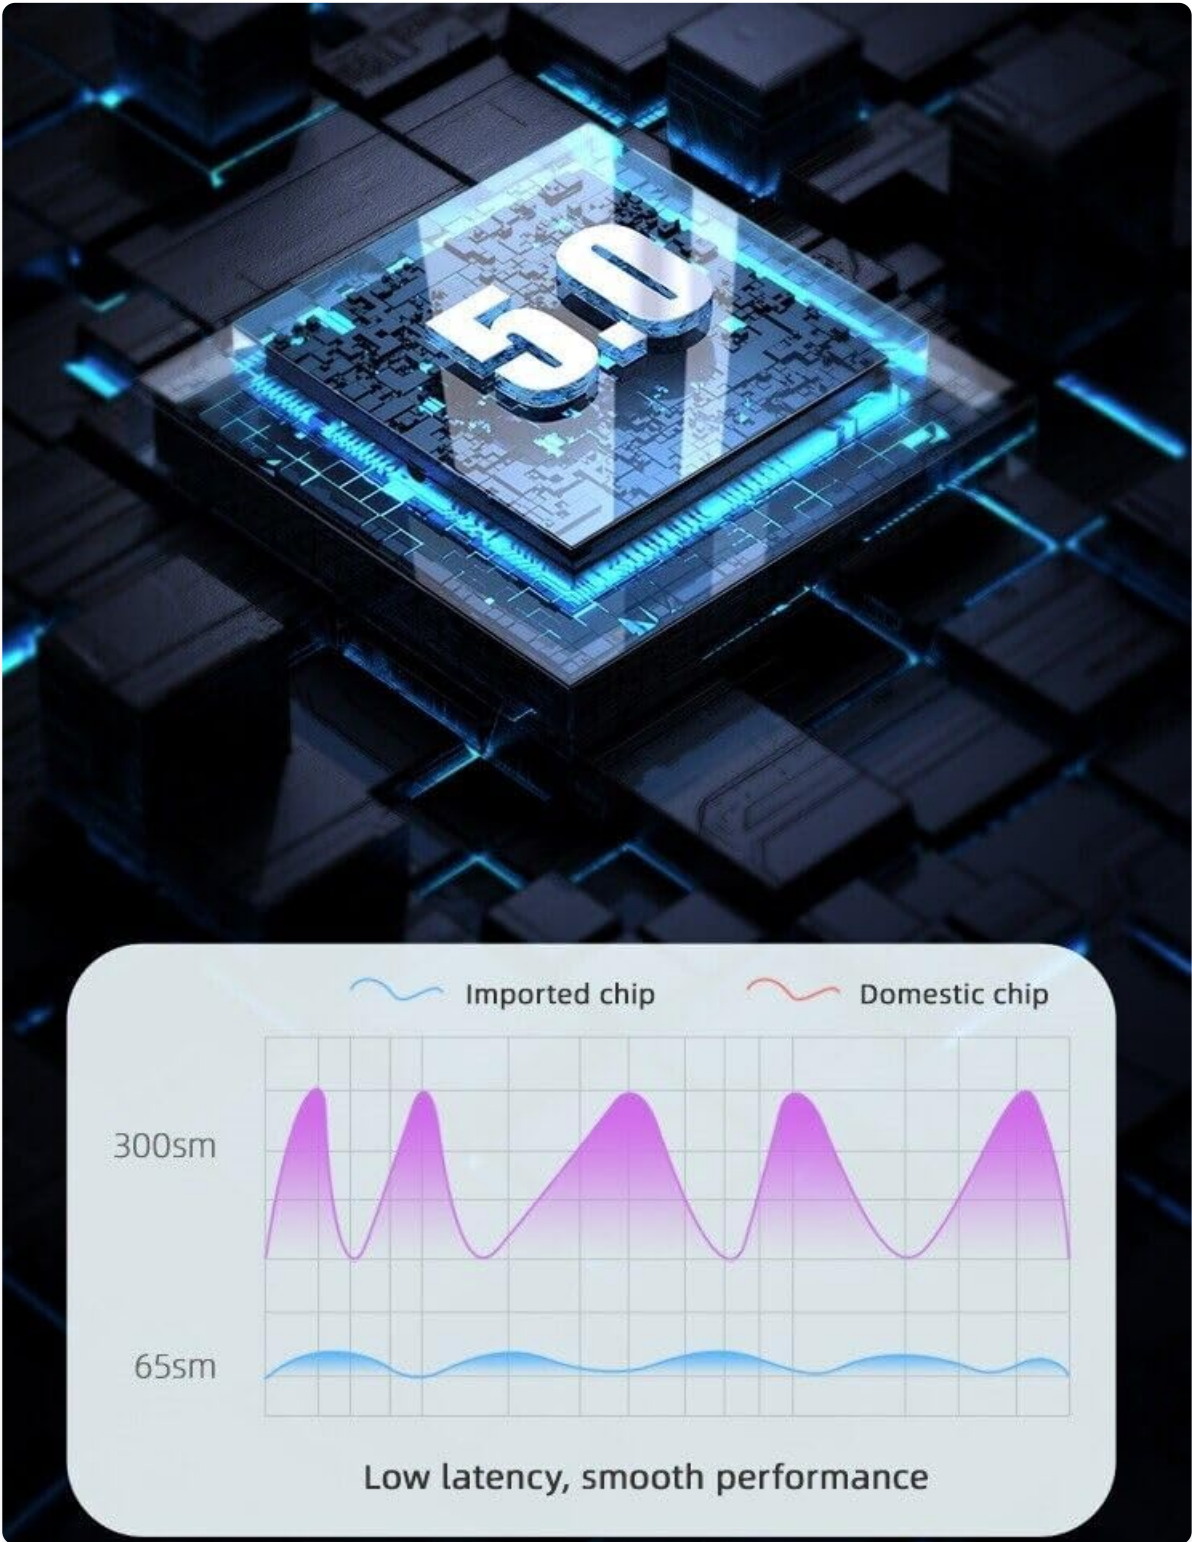 5.0
Imported chip
Domestic chip
300sm
65sm
Low latency, smooth performance